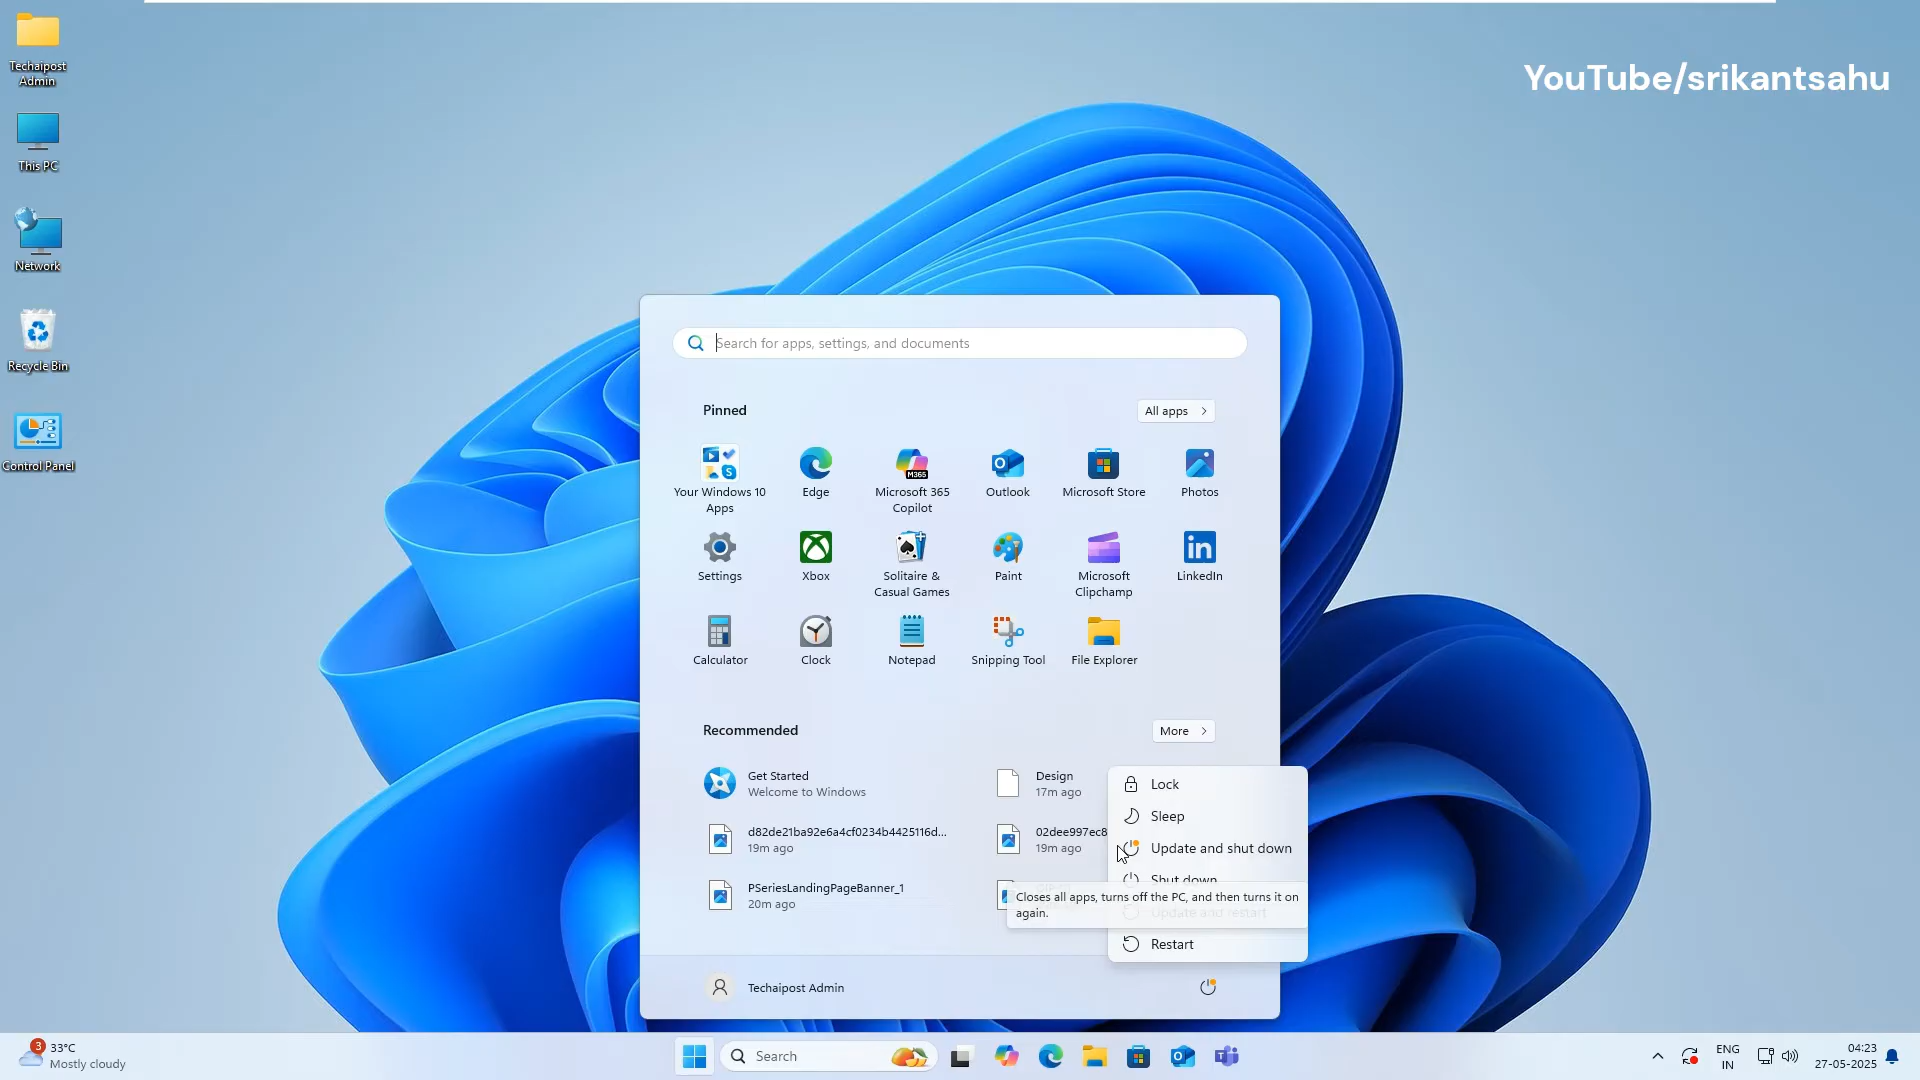 Techaipost
Admin
This PC
Network
Recycle Bin
Control Panel
YouTube/srikantsahu
Search for apps, settings, and documents
Pinned
All apps
Your Windows 10
Apps
Edge
Microsoft 365
Copilot
M365
Outlook
Microsoft Store
Photos
Settings
Xbox
Solitaire &
Casual Games
Paint
Microsoft
Clipchamp
LinkedIn
Calculator
Clock
Notepad
Snipping Tool
File Explorer
Recommended
More
Get Started
Welcome to Windows
Design
17m ago
d82de21ba92e6a4cf0234b4425116d...
19m ago
02dee997ec8
19m ago
PSeriesLandingPageBanner_1
20m ago
Lock
Sleep
Update and shut down
Shut down
Closes all apps, turns off the PC, and then turns it on
again.
Update and restart
Restart
Techaipost Admin
3
33°C
Mostly cloudy
Search
ENG
IN
04:23
27-05-2025